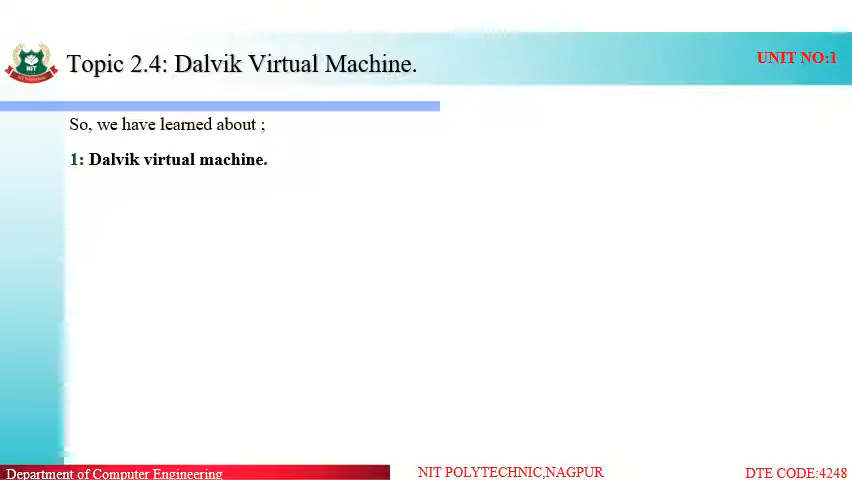 NIT
Topic 2.4: Dalvik Virtual Machine.
UNIT NO:1
So, we have learned about ;
1: Dalvik virtual machine.
Department of Computer Engineering
NIT POLYTECHNIC,NAGPUR
DTE CODE:4248